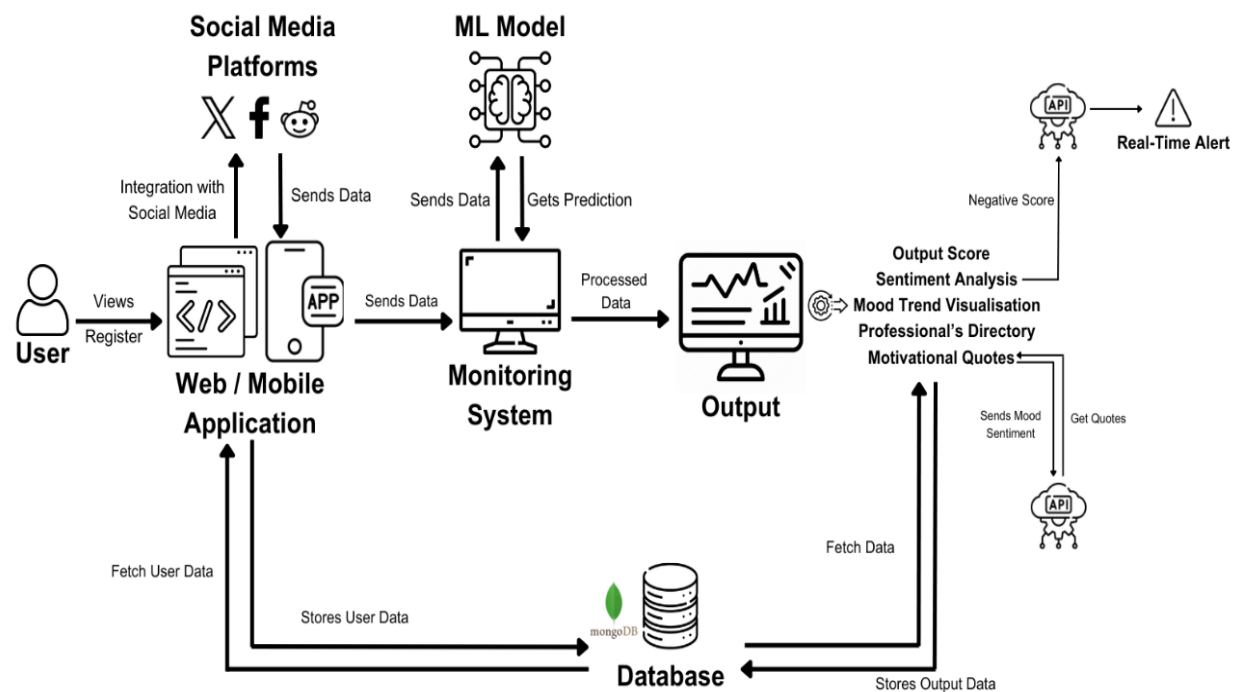 Social Media
Platforms
ML Model
API
Real-Time Alert
Integration with
Social Media
Sends Data
Sends Data
Gets Prediction
Negative Score
Output Score
Sentiment Analysis
Mood Trend Visualisation
Professional's Directory
Motivational Quotes
Views
Register
User
</>
APP
Web / Mobile
Application
Sends Data
Monitoring
System
Processed
Data
Output
Sends Mood
Sentiment
Get Quotes
API
Fetch User Data
Stores User Data
mongoDB
Database
Fetch Data
Stores Output Data